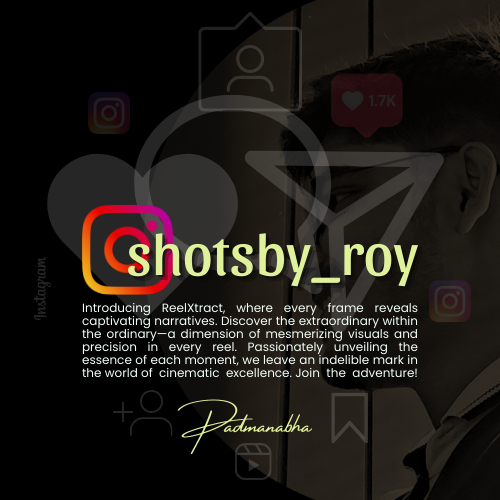 1.7K
shotsby_roy
Instagram
Introducing ReelXtract, where every frame reveals
captivating narratives. Discover the extraordinary within
the ordinary—a dimension of mesmerizing visuals and
precision in every reel. Passionately unveiling the
essence of each moment, we leave an indelible mark in
the world of cinematic excellence. Join the adventure!
Padmanabha